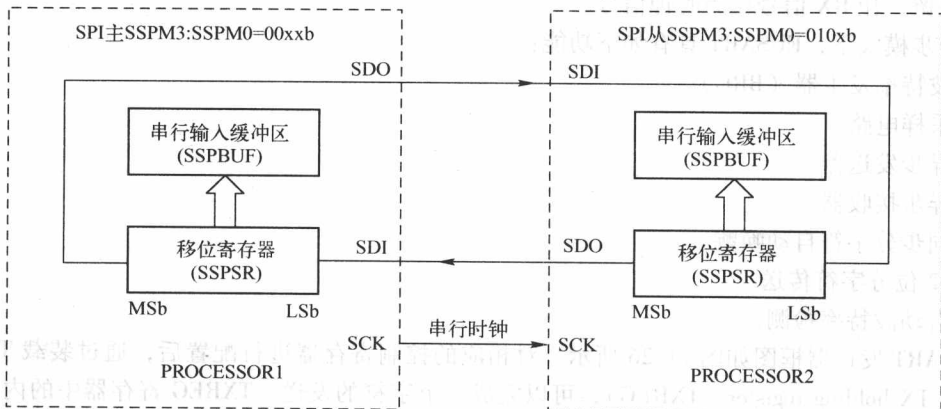 SPI主SSPM3:SSPM0=00xxb
SPI从SSPM3:SSPM0=010xb
SDO
SDI
串行输入缓冲区
(SSPBUF)
串行输入缓冲区
(SSPBUF)
移位寄存器
(SSPSR)
SDI
SDO
移位寄存器
(SSPSR)
MSb
LSb
MSb
LSb
串行时钟
SCK
SCK
PROCESSOR1
PROCESSOR2